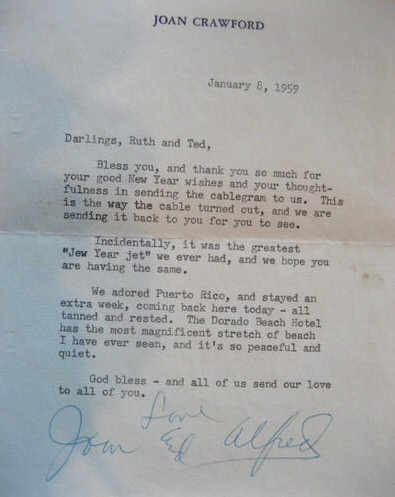 JOAN CRAWFORD
January 8, 1959
Darlings, Ruth and Ted,
Bless you, and thank you so much for
your good New Year wishes and your thought-
fulness in sending the cablegram to us. This
is the way the cable turned out, and we are
sending it back to you for you to see.
Incidentally, it was the greatest
"Jew Year jet" we ever had, and we hope you
are having the same.
We adored Puerto Rico, and stayed an
extra week, coming back here today - all
tanned and rested. The Dorado Beach Hotel
has the most magnificent stretch of beach
I have ever seen, and it's so peaceful and
quiet.
God bless - and all of us send our love
to all of you.
Love
Joan Ed Alfred